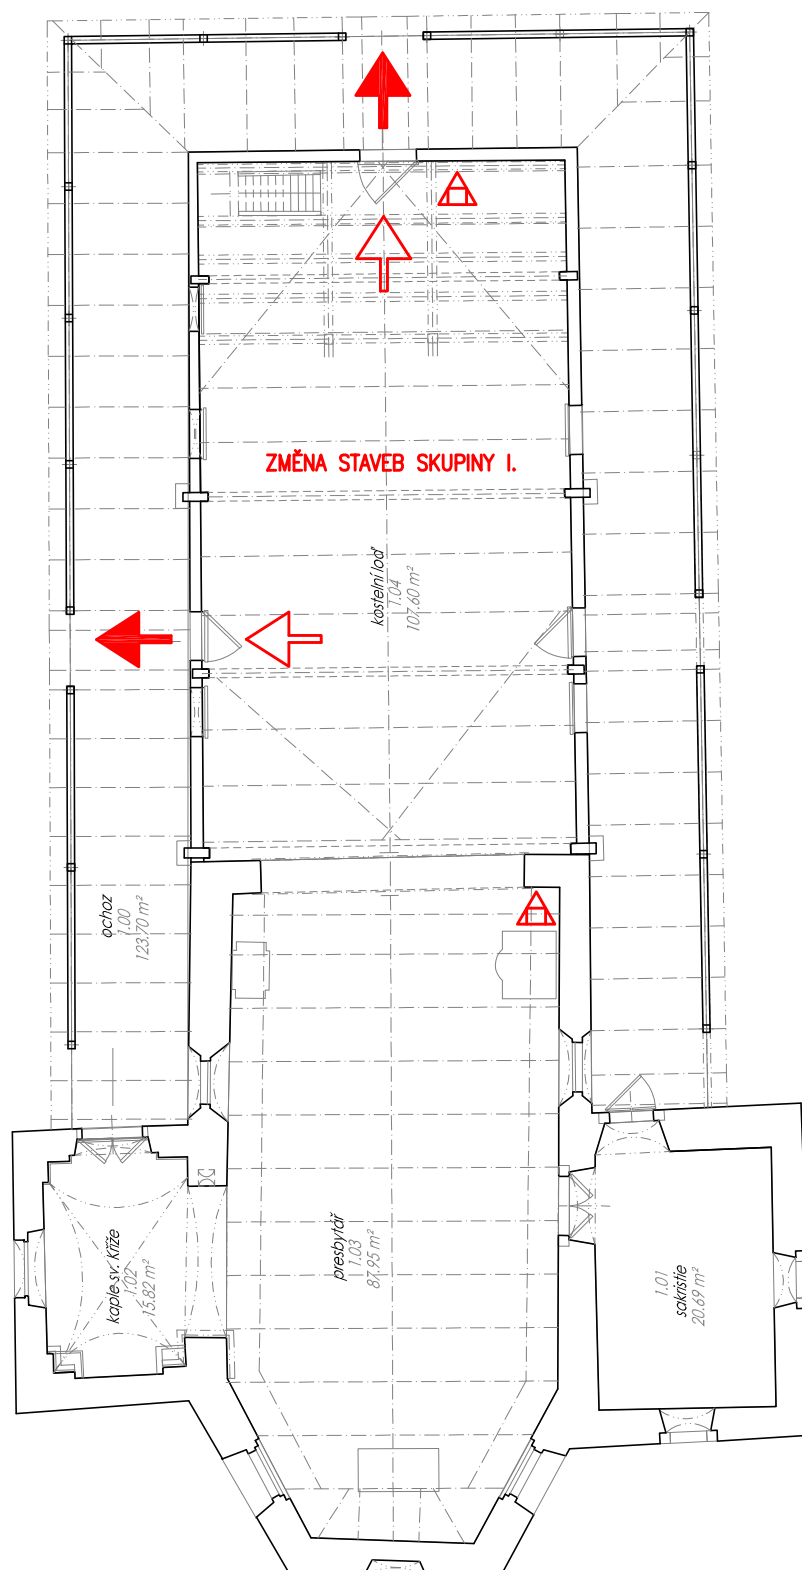 ZMĚNA STAVEB SKUPINY I.
kostelní loď
1.04
107.60 m²
ochoz
1.00
123.70 m²
kaple sv. Kříže
1.02
15.82 m²
presbytář
1.03
87.95 m²
1.01
sakristie
20.69 m²